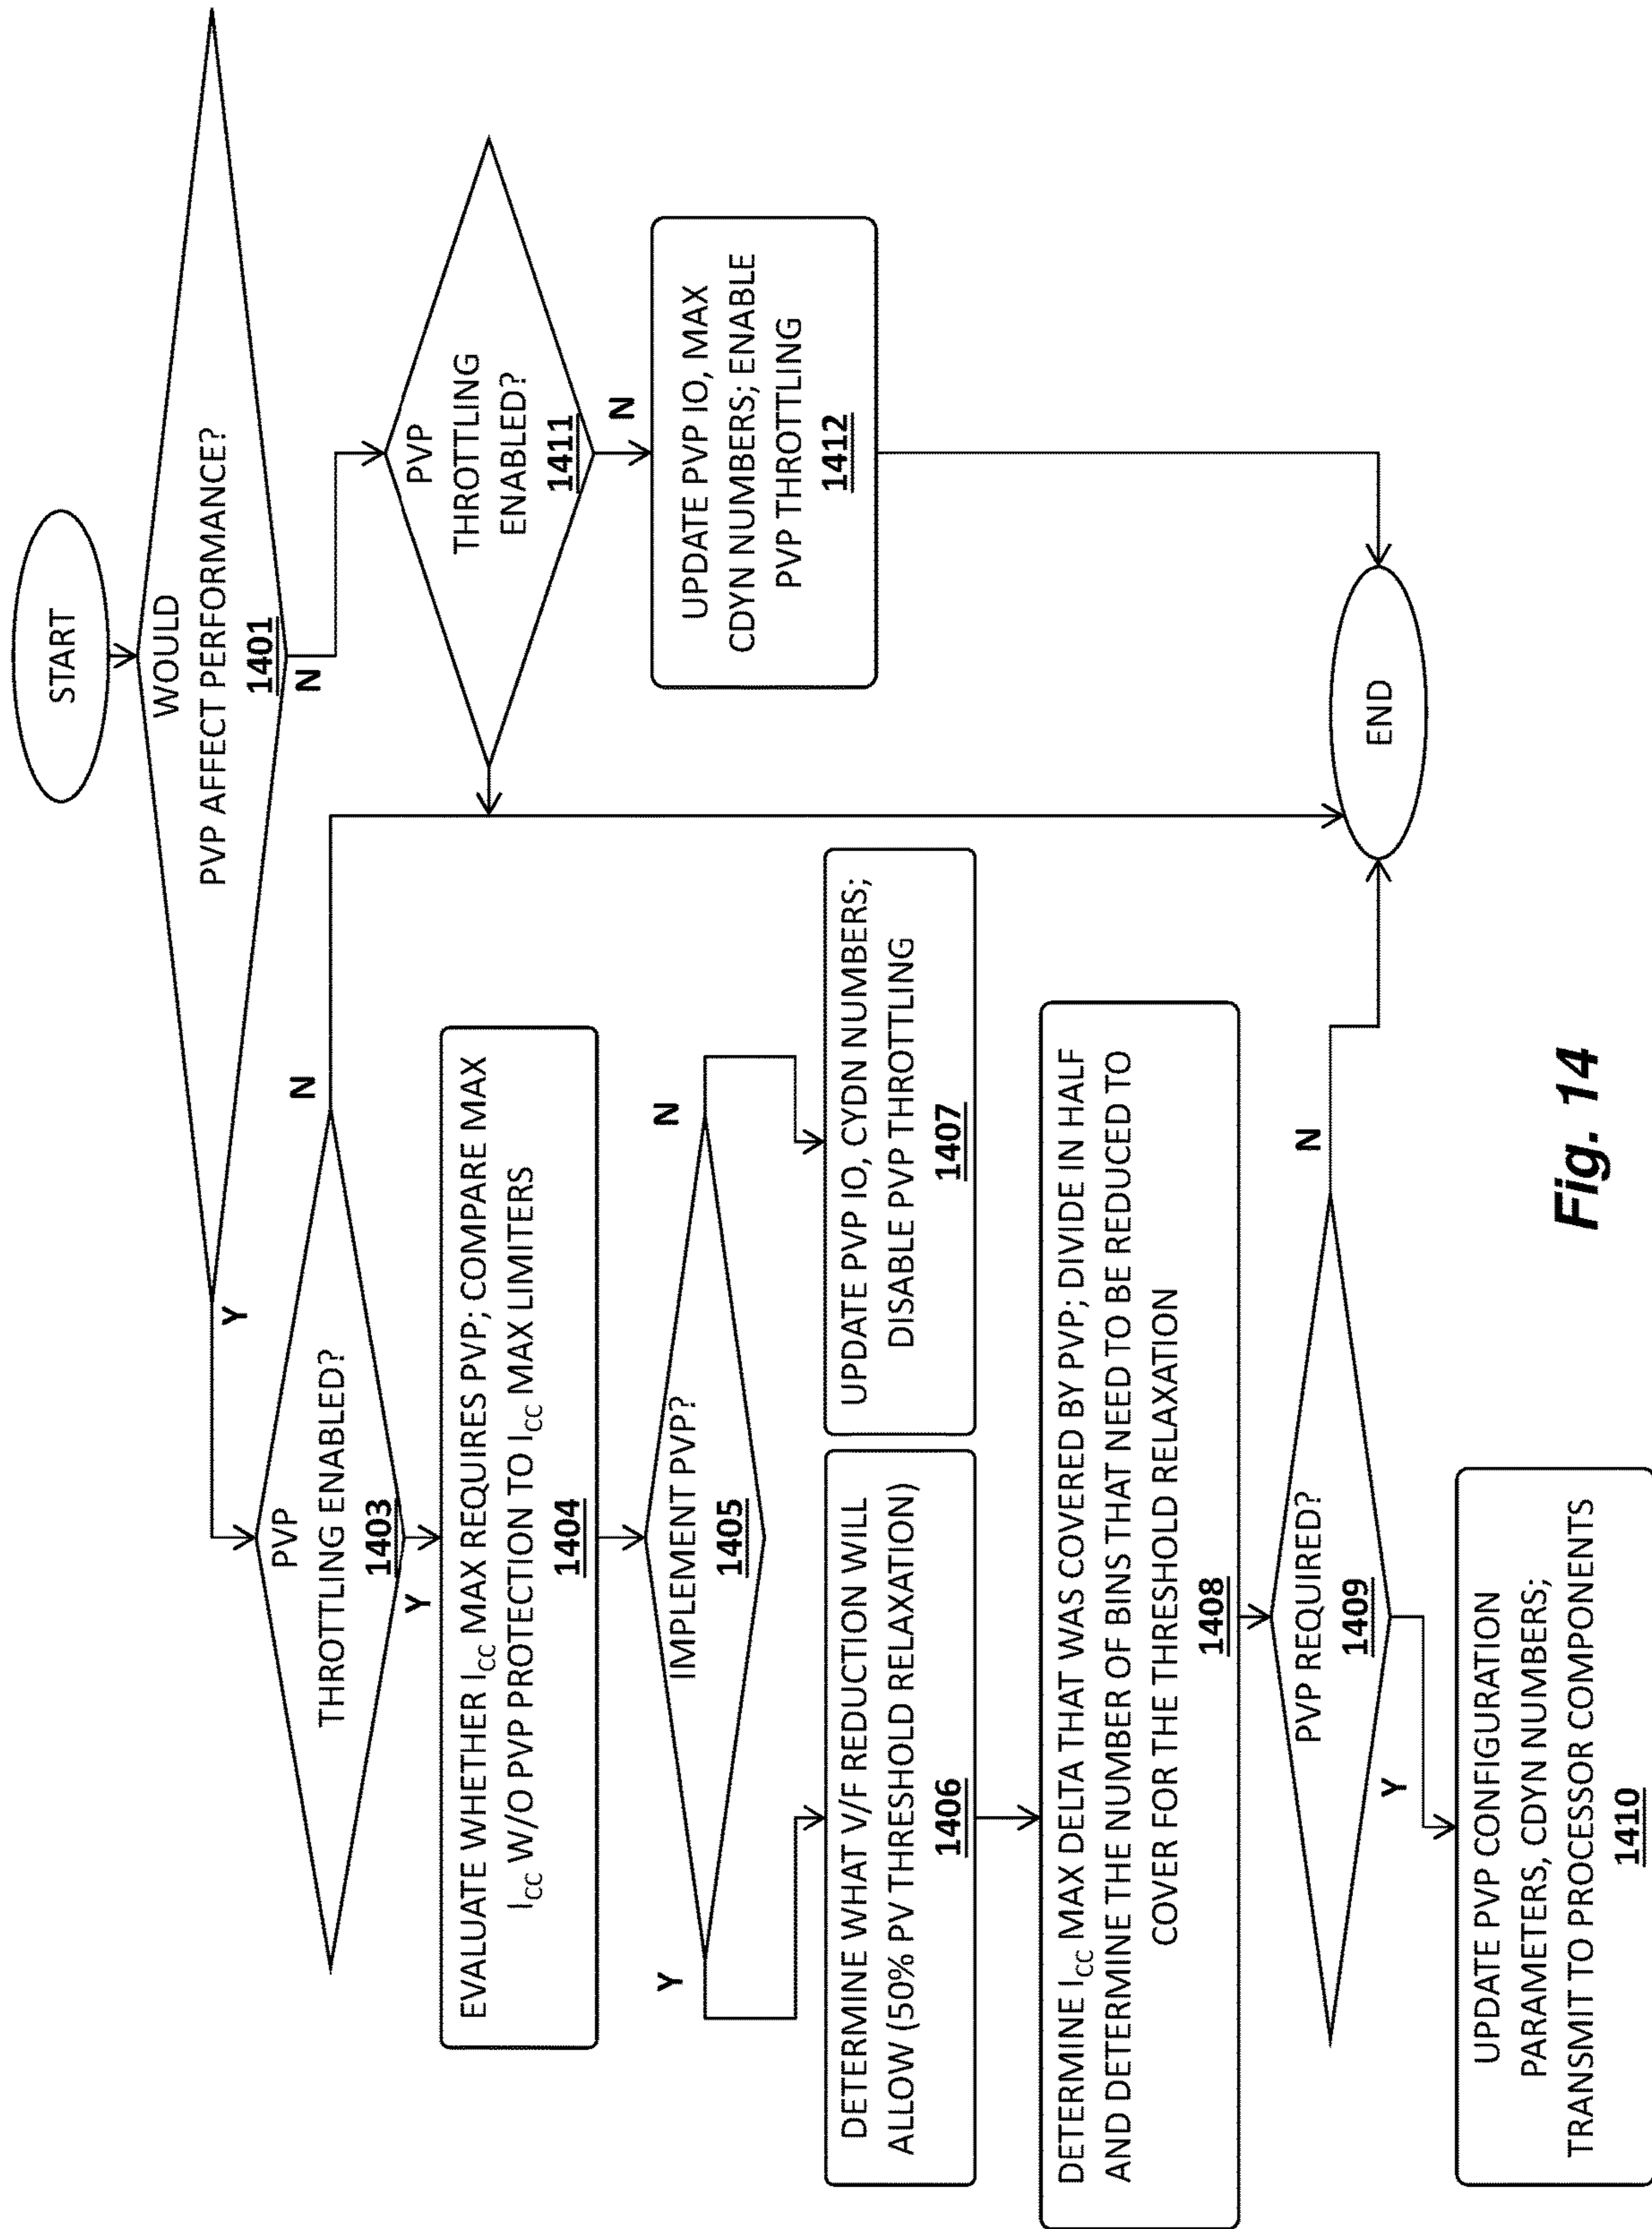 START
WOULD
PVP AFFECT PERFORMANCE?
1401
Y
N
PVP
THROTTLING ENABLED?
1403
N
Y
PVP
THROTTLING
ENABLED?
1411
N
EVALUATE WHETHER ICC MAX REQUIRES PVP; COMPARE MAX
ICC W/O PVP PROTECTION TO ICC MAX LIMITERS
1404
UPDATE PVP IO, MAX
CDYN NUMBERS; ENABLE
PVP THROTTLING
1412
IMPLEMENT PVP?
1405
Y
N
DETERMINE WHAT V/F REDUCTION WILL
ALLOW (50% PV THRESHOLD RELAXATION)
1406
UPDATE PVP IO, CYDN NUMBERS;
DISABLE PVP THROTTLING
1407
DETERMINE ICC MAX DELTA THAT WAS COVERED BY PVP; DIVIDE IN HALF
AND DETERMINE THE NUMBER OF BINS THAT NEED TO BE REDUCED TO
COVER FOR THE THRESHOLD RELAXATION
1408
PVP REQUIRED?
1409
N
Y
END
UPDATE PVP CONFIGURATION
PARAMETERS, CDYN NUMBERS;
TRANSMIT TO PROCESSOR COMPONENTS
1410
Fig. 14